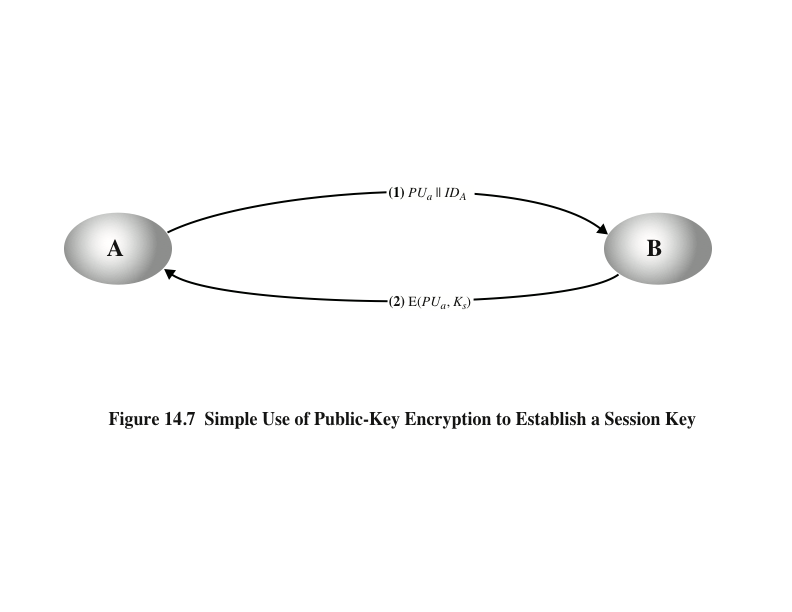 (1) PUa || IDA
A
B
(2) E(PUa, Ks)
Figure 14.7 Simple Use of Public-Key Encryption to Establish a Session Key